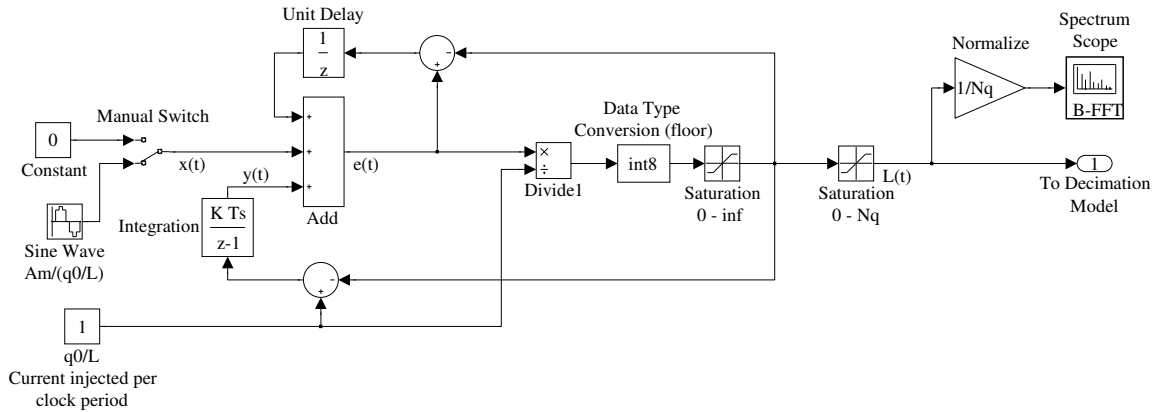 Unit Delay
1
z
-
+
Spectrum
Scope
Normalize
1/Nq
B-FFT
Manual Switch
0
Constant
x(t)
+
+
+
Add
e(t)
Data Type
Conversion (floor)
×
÷
Divide1
int8
Saturation
0 - inf
Saturation
0 - Nq
L(t)
1
To Decimation
Model
y(t)
Integration
K Ts
z-1
Sine Wave
Am/(q0/L)
-
+
1
q0/L
Current injected per
clock period